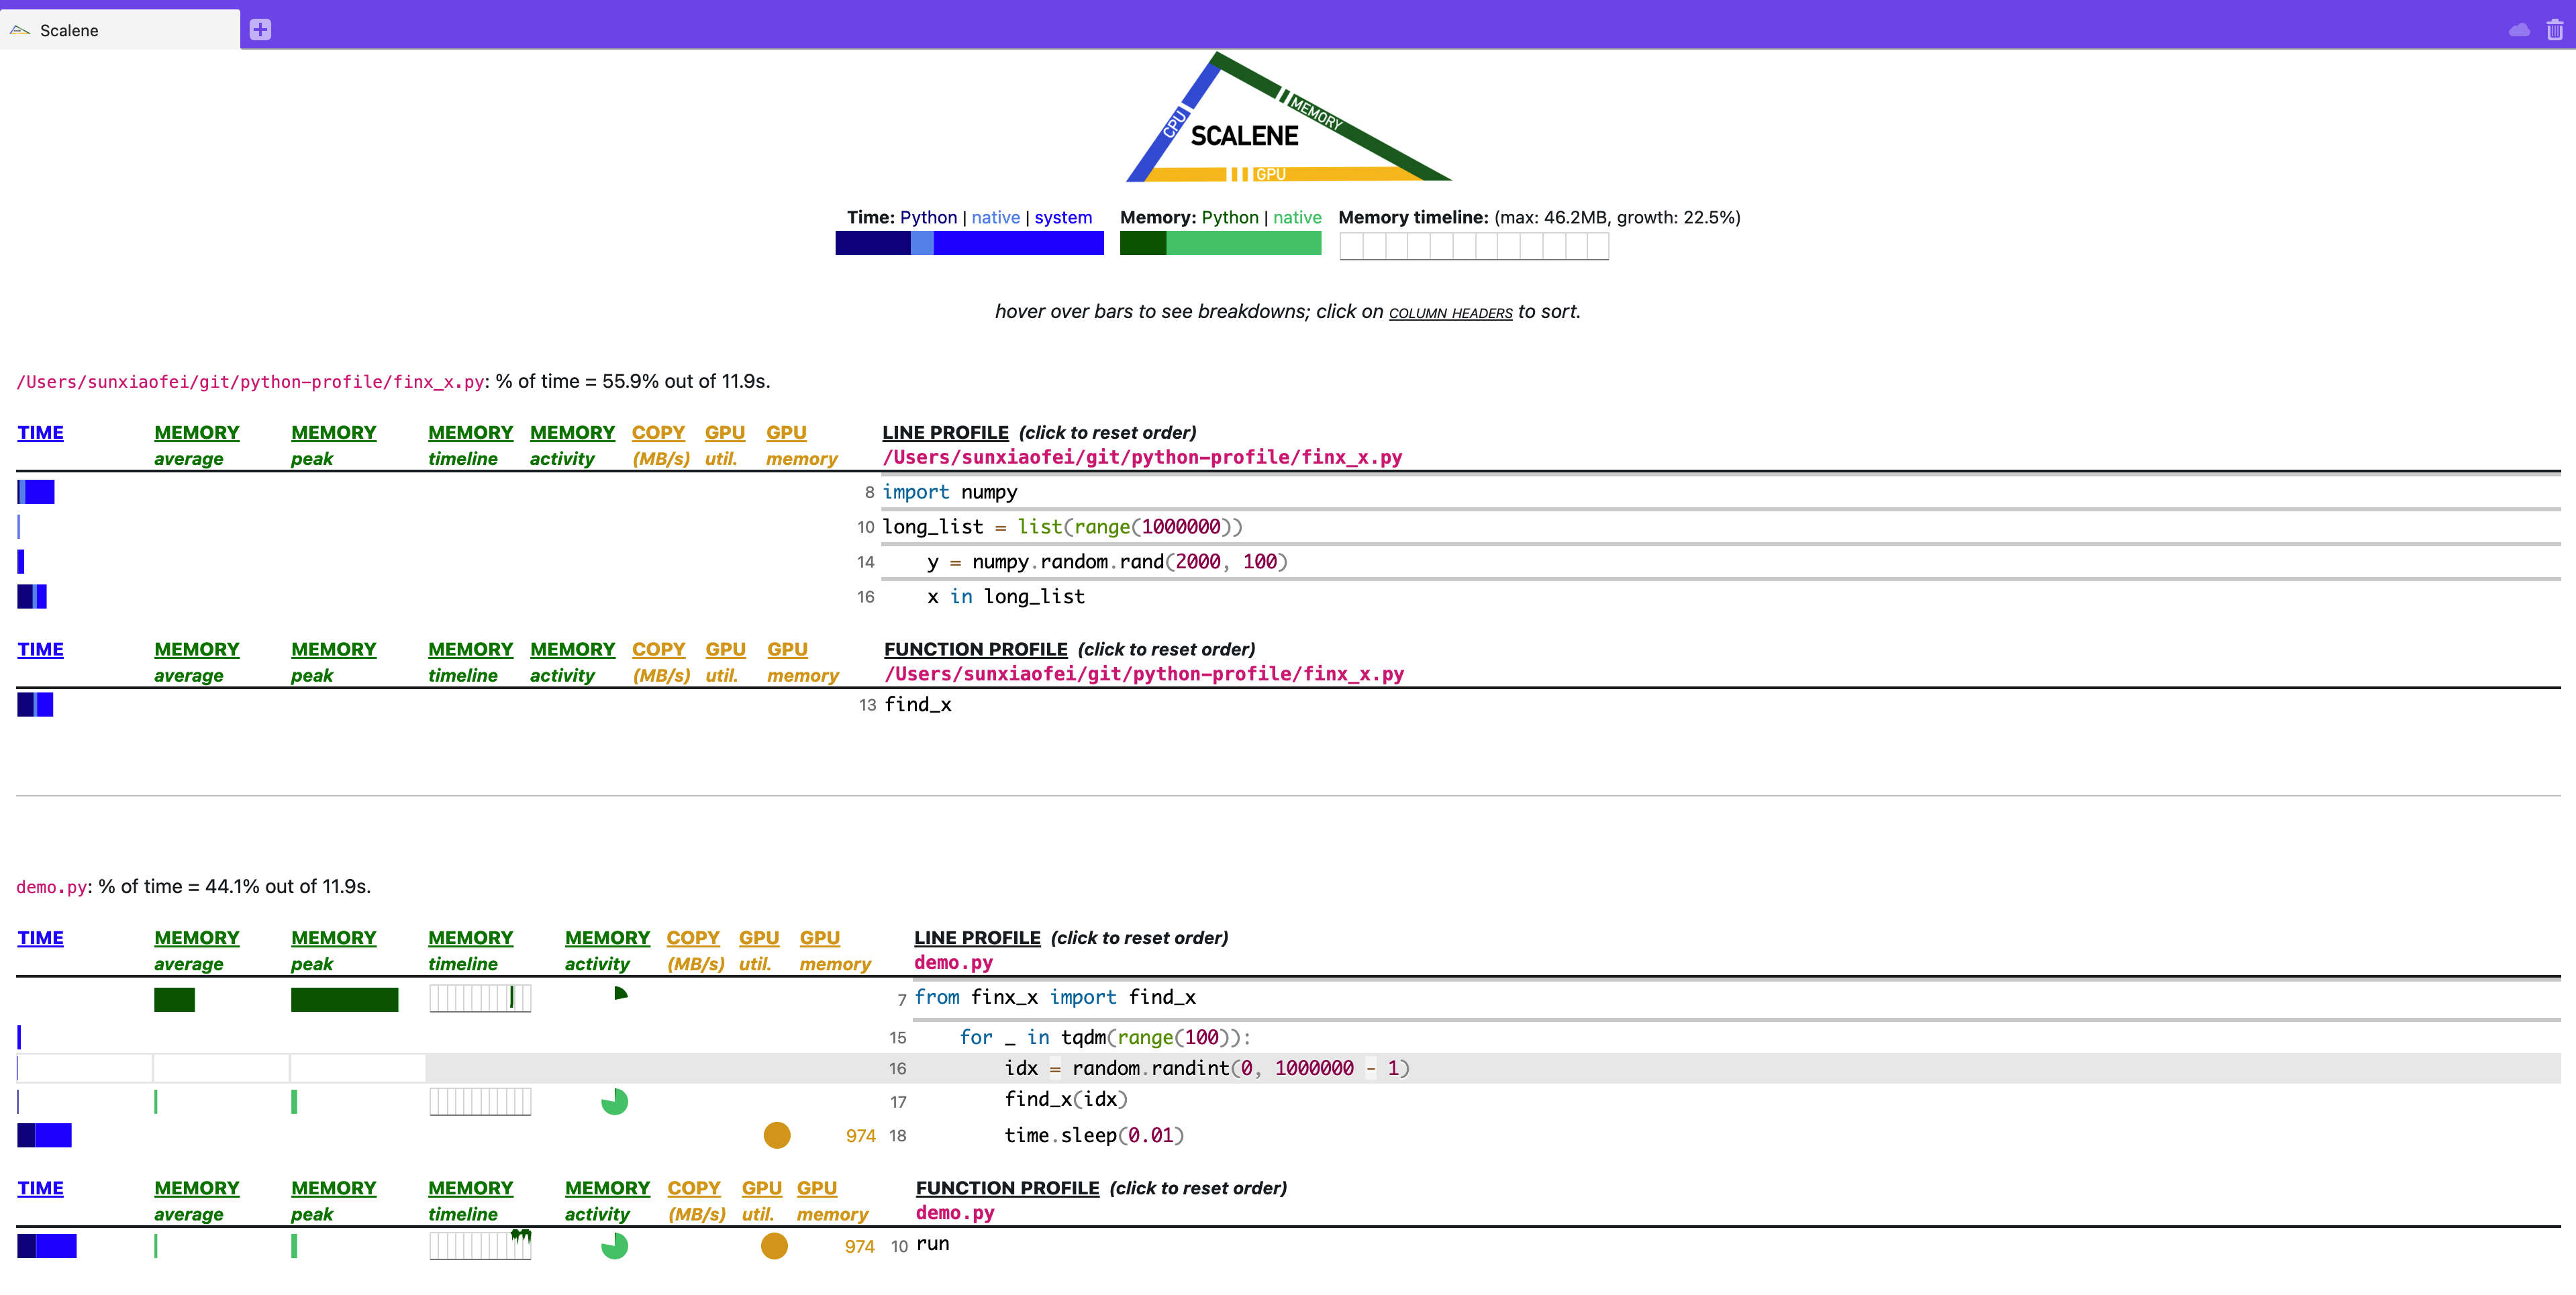 Scalene
CPU
MEMORY
SCALENE
GPU
Time: Python | native | system Memory: Python | native Memory timeline: (max: 46.2MB, growth: 22.5%)
hover over bars to see breakdowns; click on COLUMN HEADERS to sort.
/Users/sunxiaofei/git/python-profile/finx_x.py: % of time = 55.9% out of 11.9s.
TIME MEMORY MEMORY MEMORY MEMORY COPY GPU GPU LINE PROFILE (click to reset order)
average peak timeline activity (MB/s) util. memory /Users/sunxiaofei/git/python-profile/finx_x.py
8 import numpy
10 long_list = list(range(1000000))
14 y = numpy.random.rand(2000, 100)
16 x in long_list
TIME MEMORY MEMORY MEMORY MEMORY COPY GPU GPU FUNCTION PROFILE (click to reset order)
average peak timeline activity (MB/s) util. memory /Users/sunxiaofei/git/python-profile/finx_x.py
13 find_x
demo.py: % of time = 44.1% out of 11.9s.
TIME MEMORY MEMORY MEMORY MEMORY COPY GPU GPU LINE PROFILE (click to reset order)
average peak timeline activity (MB/s) util. memory demo.py
7 from finx_x import find_x
15 for _ in tqdm(range(100)):
16 idx = random.randint(0, 1000000 - 1)
17 find_x(idx)
974 18 time.sleep(0.01)
TIME MEMORY MEMORY MEMORY MEMORY COPY GPU GPU FUNCTION PROFILE (click to reset order)
average peak timeline activity (MB/s) util. memory demo.py
974 10 run